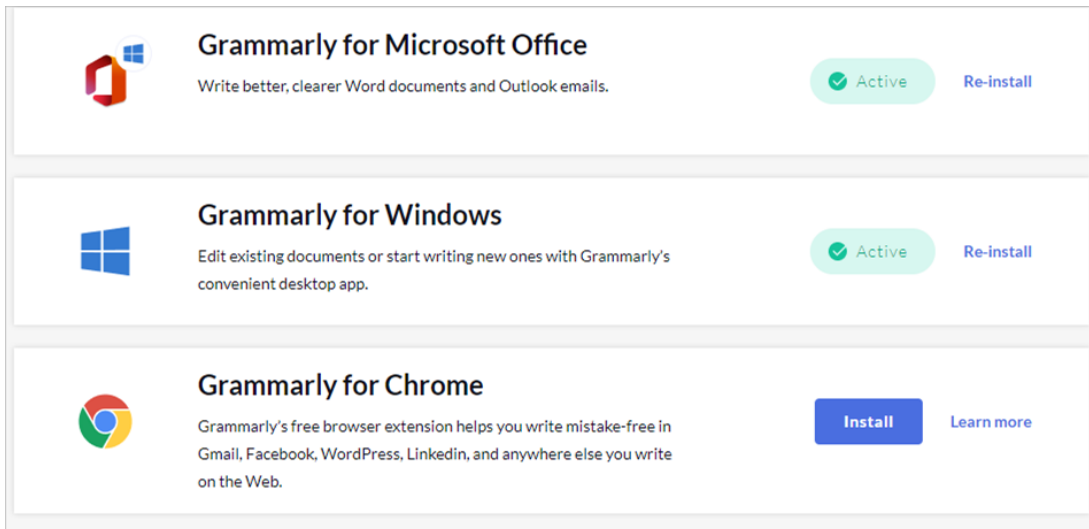 Grammarly for Microsoft Office
Write better, clearer Word documents and Outlook emails.
Active
Re-install
Grammarly for Windows
Edit existing documents or start writing new ones with Grammarly's
convenient desktop app.
Active
Re-install
Grammarly for Chrome
Grammarly's free browser extension helps you write mistake-free in
Gmail, Facebook, WordPress, Linkedin, and anywhere else you write
on the Web.
Install
Learn more